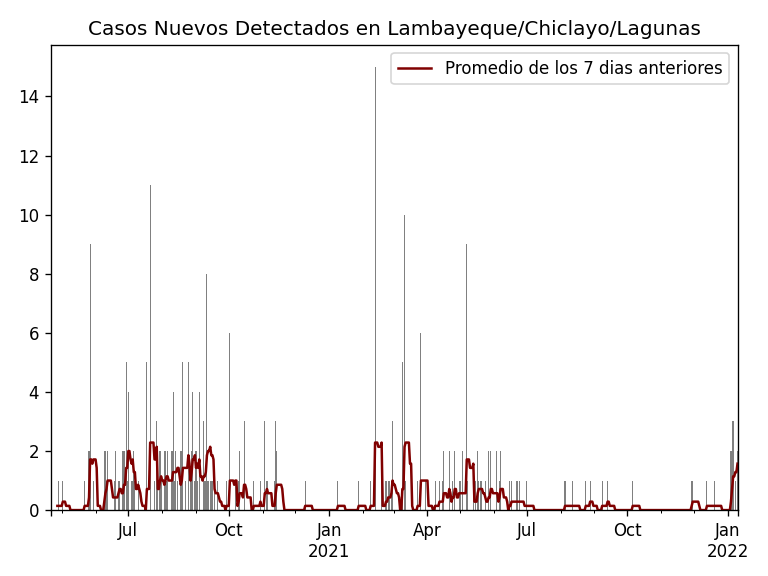 Casos Nuevos Detectados en Lambayeque/Chiclayo/Lagunas
Promedio de los 7 dias anteriores
14
12
10
8
6
4
2
0
Jul
Oct
Jan
2021
Apr
Jul
Oct
Jan
2022